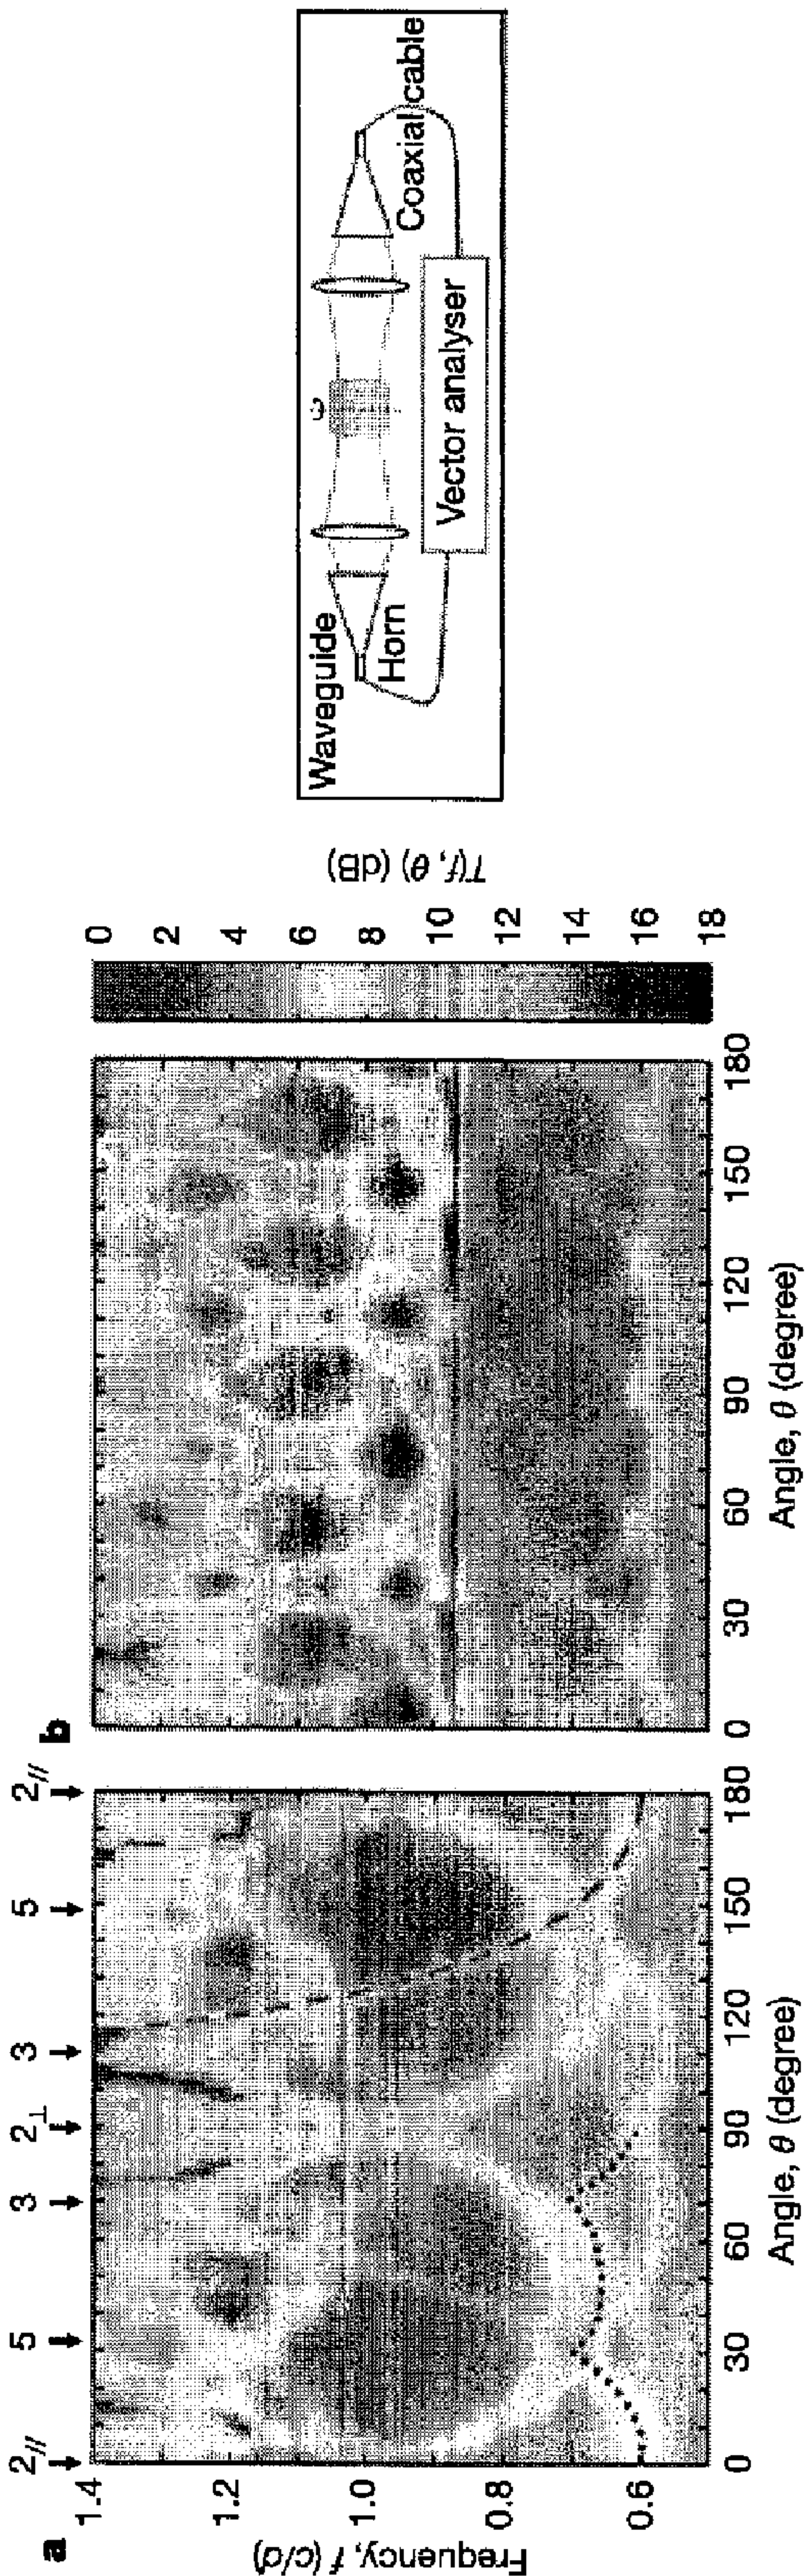 a
2// 5 3 2⊥ 3 5 2//
1.4
1.2
1.0
0.8
0.6
Frequency, f (c/d)
0 30 60 90 120 150 180
Angle, θ (degree)
b
0 30 60 90 120 150 180
Angle, θ (degree)
0
2
4
6
8
10
12
14
16
18
T(f, θ) (dB)
Waveguide
Horn
Coaxial cable
Vector analyser